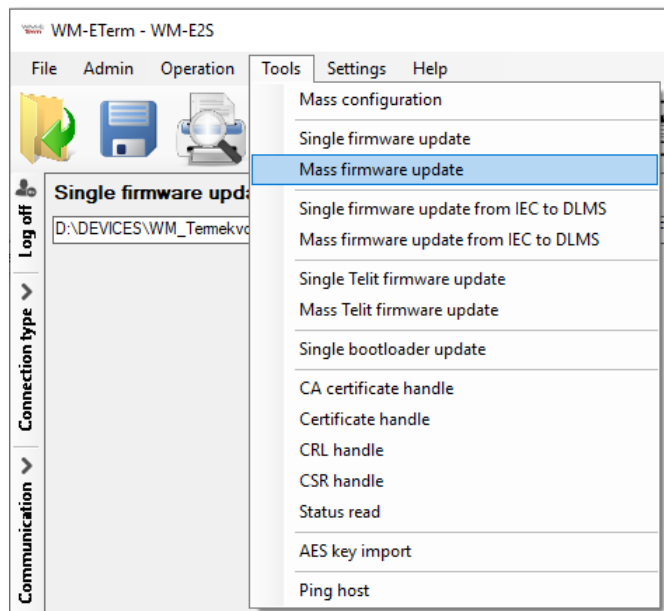 WM-E
Term
WM-ETerm - WM-E2S
File Admin Operation Tools Settings Help
Mass configuration
Single firmware update
Mass firmware update
Single firmware update from IEC to DLMS
Mass firmware update from IEC to DLMS
Single Telit firmware update
Mass Telit firmware update
Single bootloader update
CA certificate handle
Certificate handle
CRL handle
CSR handle
Status read
AES key import
Ping host
Single firmware upd
D:\DEVICES\WM_Termekvo
Log off
Connection type
Communication